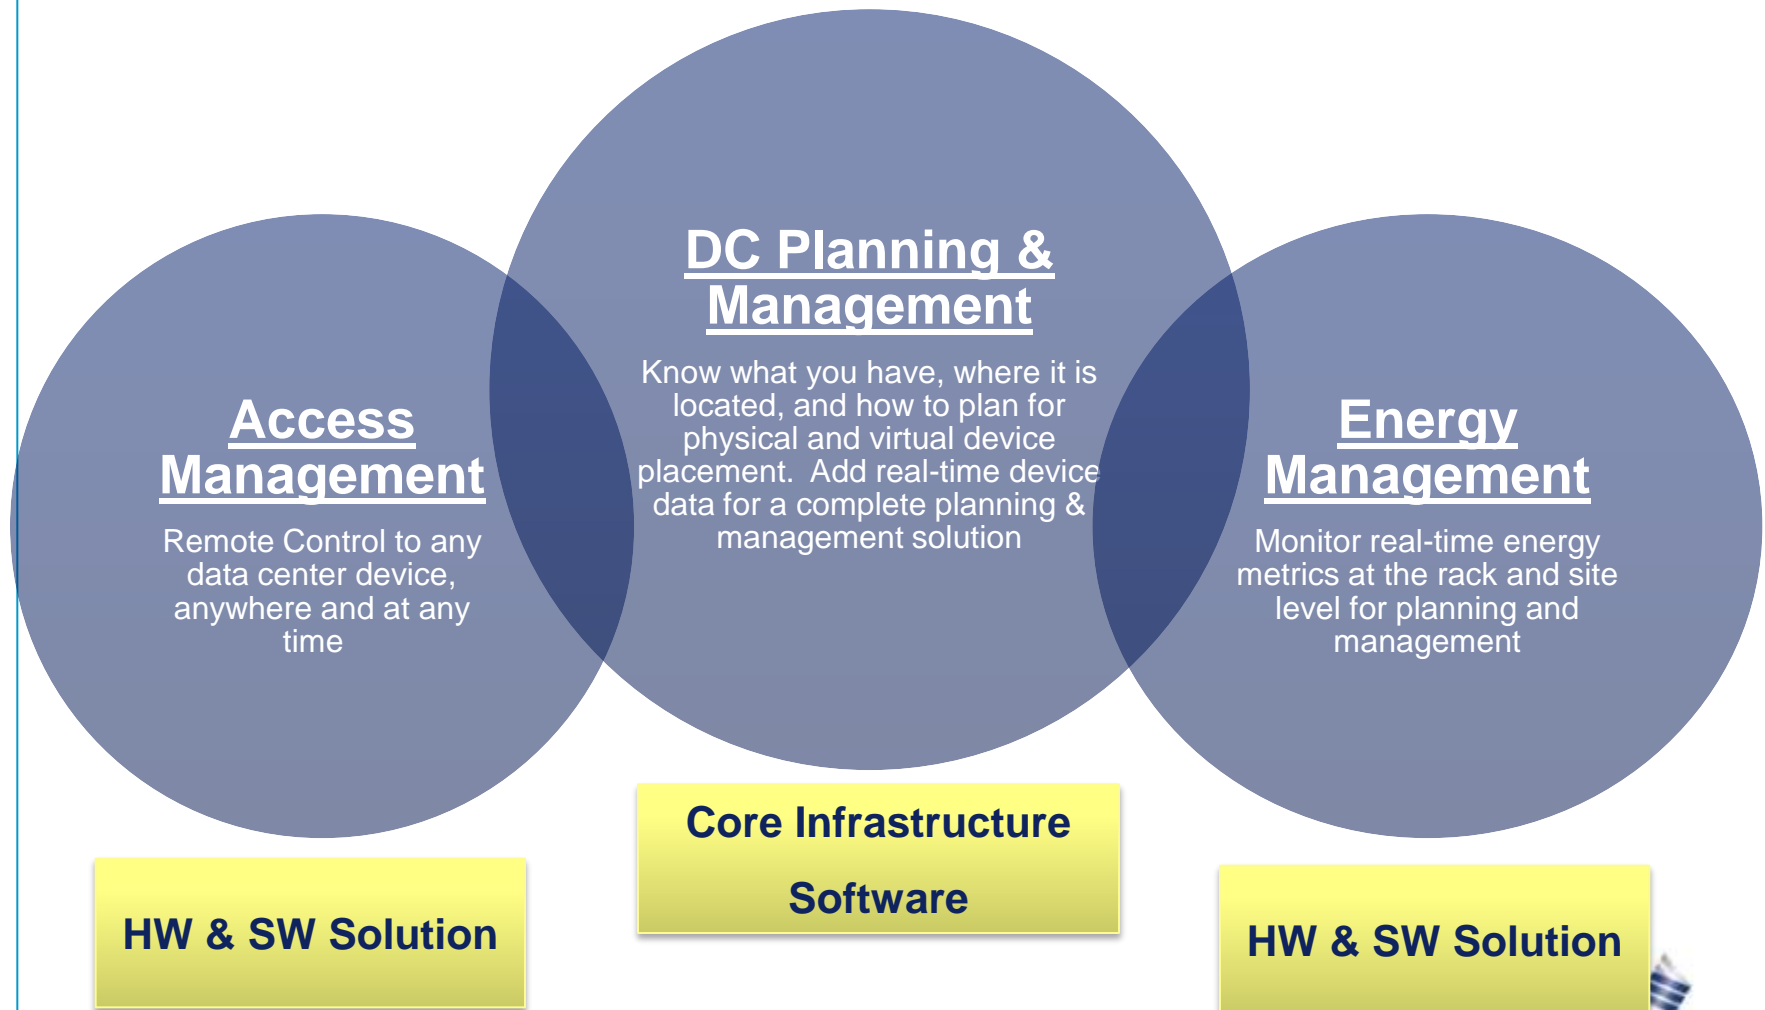 DC Planning &
Management
Know what you have, where it is
located, and how to plan for
physical and virtual device
placement.  Add real-time device
data for a complete planning &
management solution
Access
Management
Remote Control to any
data center device,
anywhere and at any
time
Energy
Management
Monitor real-time energy
metrics at the rack and site
level for planning and
management
Core Infrastructure
Software
HW & SW Solution
HW & SW Solution